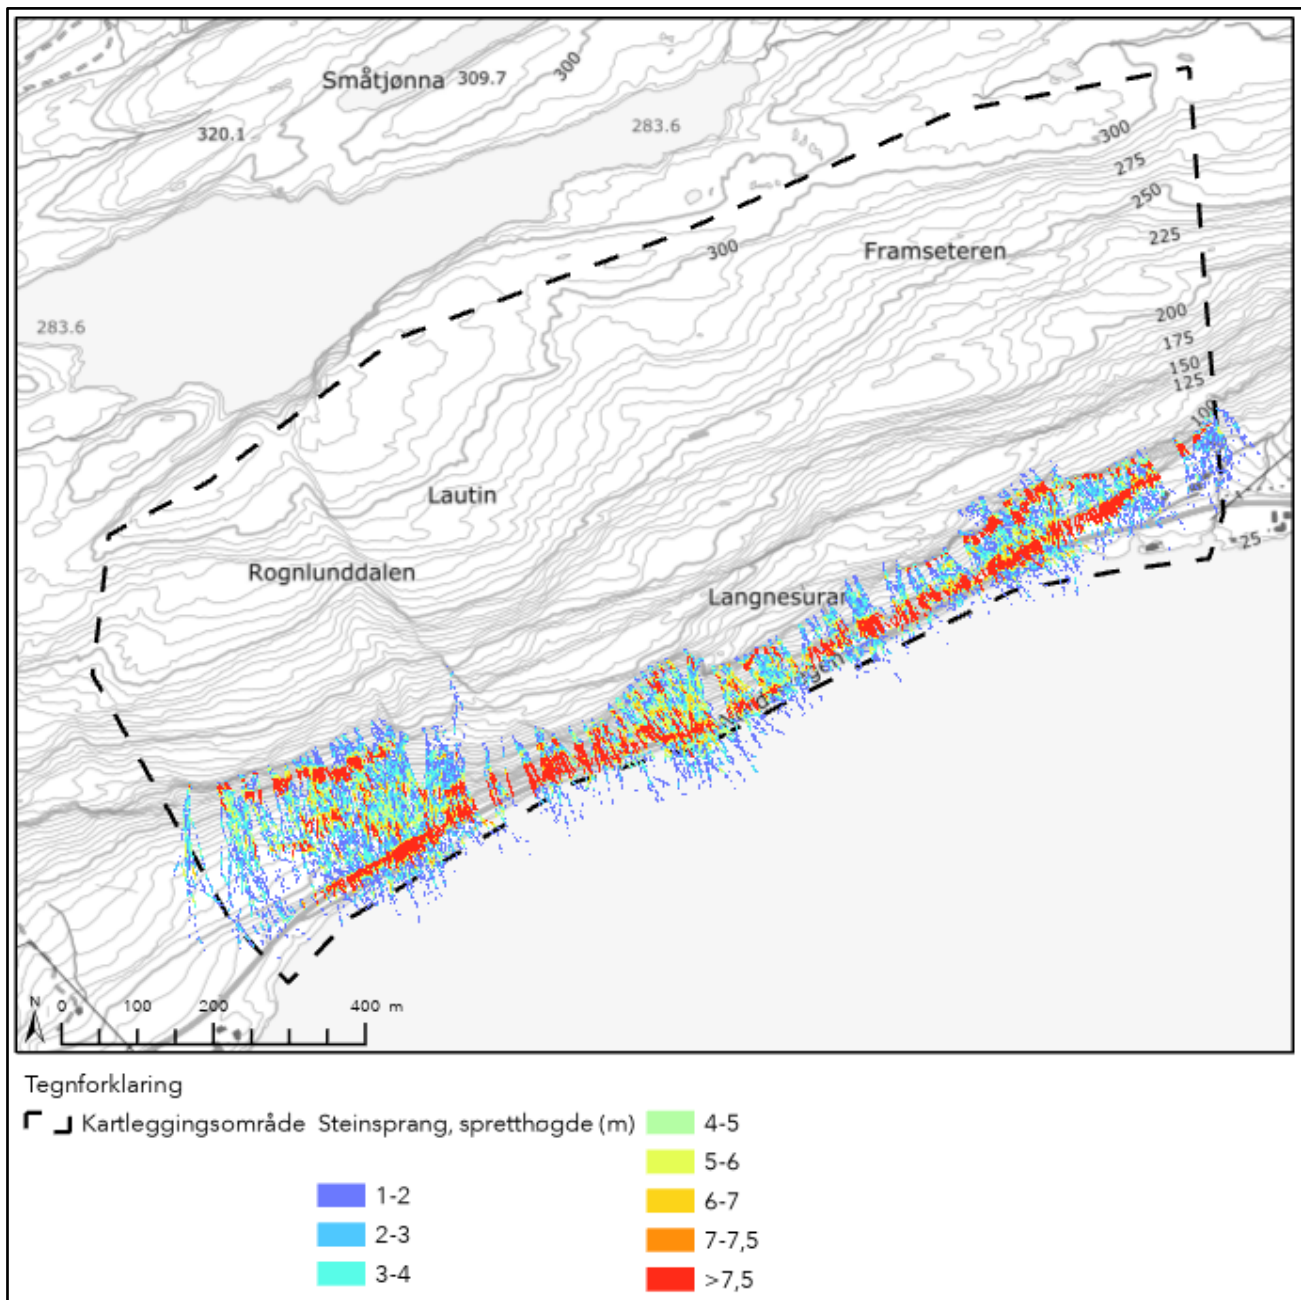 Småtjønna 309.7
300
320.1
283.6
300
275
250
300
Framseteren
225
283.6
200
175
150
125
100
Lautin
25
Rognlunddalen
Langnesuran
N 0 100 200 400 m
Tegnforklaring
Kartleggingsområde Steinsprang, spretthøgde (m)
4-5
5-6
1-2
6-7
2-3
7-7,5
3-4
>7,5